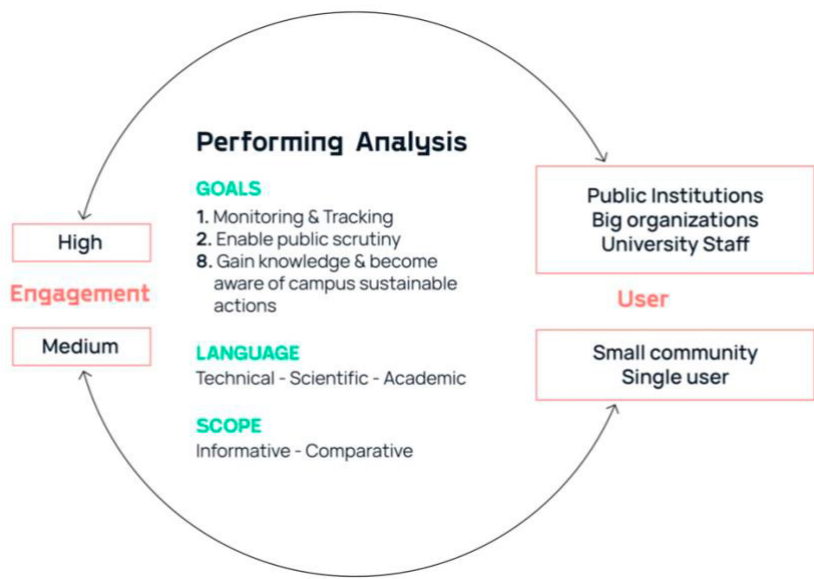 Performing Analysis
GOALS
1. Monitoring & Tracking
2. Enable public scrutiny
8. Gain knowledge & become
aware of campus sustainable
actions
LANGUAGE
Technical - Scientific - Academic
SCOPE
Informative - Comparative
High
Engagement
Medium
Public Institutions
Big organizations
University Staff
User
Small community
Single user